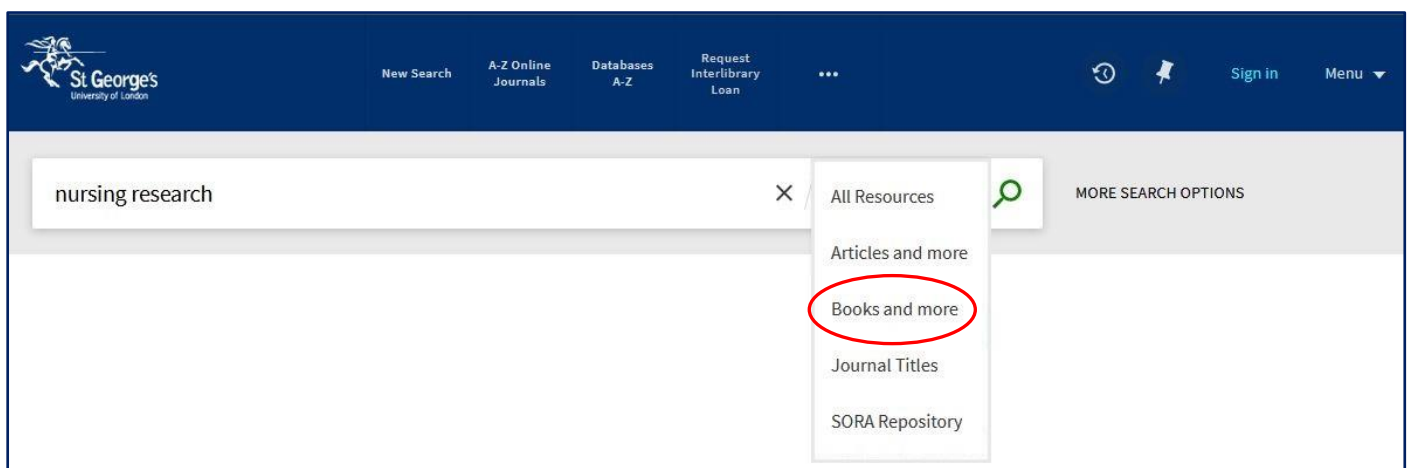 St George's
University of London
New Search
A-Z Online
Journals
Databases
A-Z
Request
Interlibrary
Loan
•••
Sign in
Menu
nursing research
All Resources
MORE SEARCH OPTIONS
Articles and more
Books and more
Journal Titles
SORA Repository